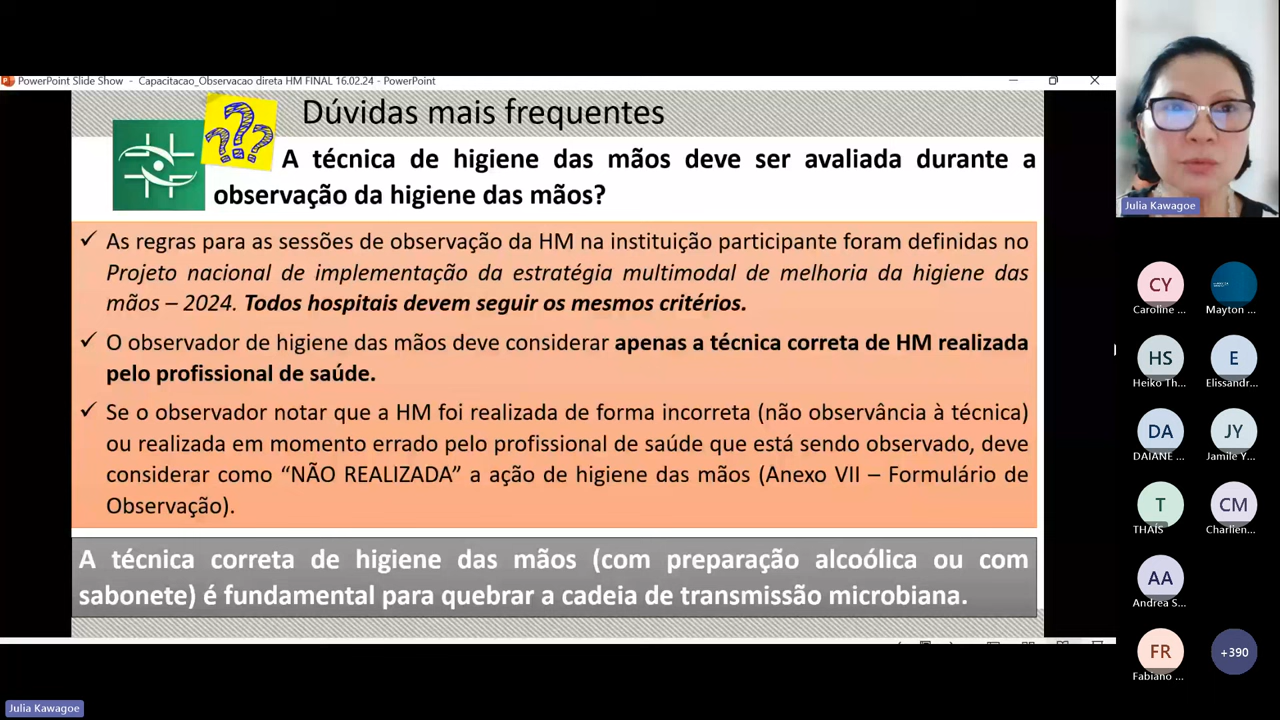 PowerPoint Slide Show - Capacitacao_Observacao direta HM FINAL 16.02.24 - PowerPoint
Dúvidas mais frequentes
A técnica de higiene das mãos deve ser avaliada durante a
observação da higiene das mãos?
✓ As regras para as sessões de observação da HM na instituição participante foram definidas no
Projeto nacional de implementação da estratégia multimodal de melhoria da higiene das
mãos – 2024. Todos hospitais devem seguir os mesmos critérios.
✓ O observador de higiene das mãos deve considerar apenas a técnica correta de HM realizada
pelo profissional de saúde.
✓ Se o observador notar que a HM foi realizada de forma incorreta (não observância à técnica)
ou realizada em momento errado pelo profissional de saúde que está sendo observado, deve
considerar como “NÃO REALIZADA” a ação de higiene das mãos (Anexo VII – Formulário de
Observação).
A técnica correta de higiene das mãos (com preparação alcoólica ou com
sabonete) é fundamental para quebrar a cadeia de transmissão microbiana.
Julia Kawagoe
CY
Caroline ...
Mayton ...
HS
Heiko Th...
E
Elissandr...
DA
DAIANE ...
JY
Jamile Y...
T
THAÍS
CM
Charlien...
AA
Andrea S...
FR
Fabiano ...
+390
Julia Kawagoe